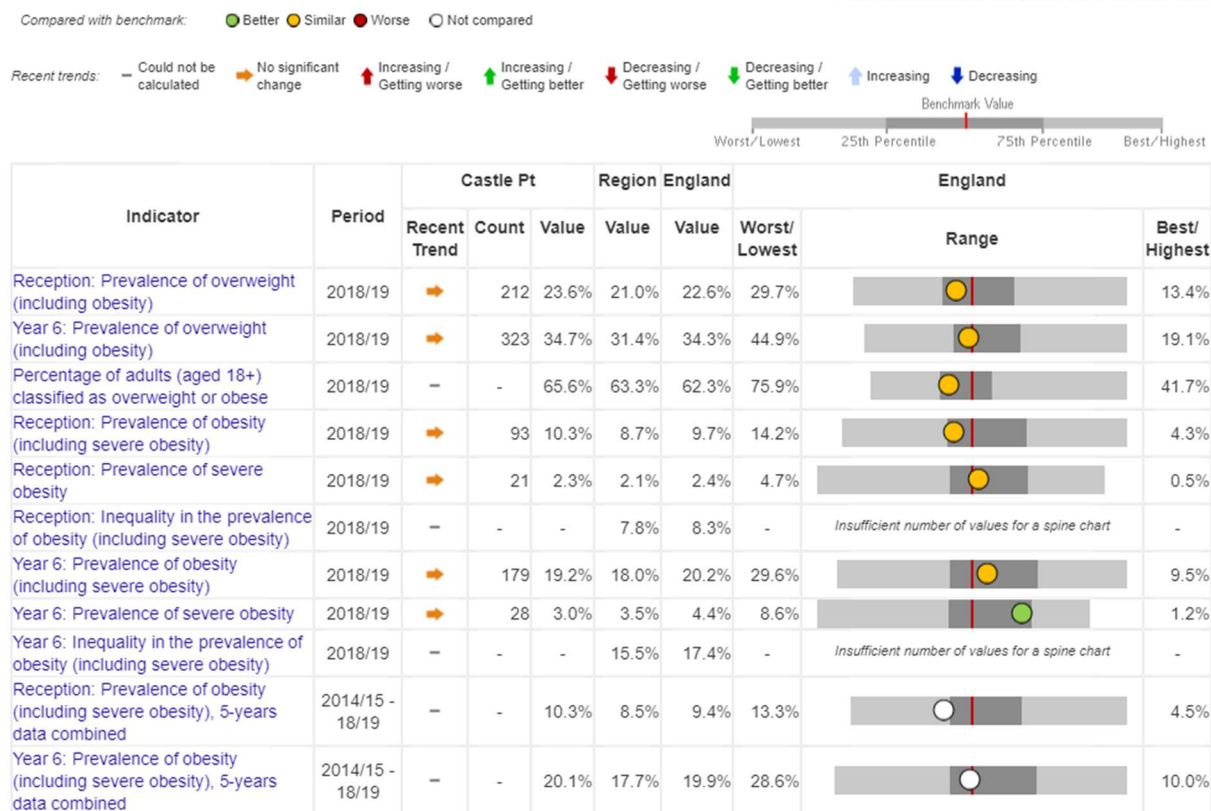 Compared with benchmark: Better Similar Worse Not compared
Recent trends: – Could not be calculated No significant change Increasing / Getting worse Increasing / Getting better Decreasing / Getting worse Decreasing / Getting better Increasing Decreasing
Benchmark Value
Worst/Lowest 25th Percentile 75th Percentile Best/Highest
Castle Pt Region England England
Indicator Period Recent Trend Count Value Value Value Worst/ Lowest Range Best/ Highest
Reception: Prevalence of overweight
(including obesity) 2018/19 212 23.6% 21.0% 22.6% 29.7% 13.4%
Year 6: Prevalence of overweight
(including obesity) 2018/19 323 34.7% 31.4% 34.3% 44.9% 19.1%
Percentage of adults (aged 18+)
classified as overweight or obese 2018/19 – - 65.6% 63.3% 62.3% 75.9% 41.7%
Reception: Prevalence of obesity
(including severe obesity) 2018/19 93 10.3% 8.7% 9.7% 14.2% 4.3%
Reception: Prevalence of severe
obesity 2018/19 21 2.3% 2.1% 2.4% 4.7% 0.5%
Reception: Inequality in the prevalence
of obesity (including severe obesity) 2018/19 – - - 7.8% 8.3% - Insufficient number of values for a spine chart -
Year 6: Prevalence of obesity
(including severe obesity) 2018/19 179 19.2% 18.0% 20.2% 29.6% 9.5%
Year 6: Prevalence of severe obesity 2018/19 28 3.0% 3.5% 4.4% 8.6% 1.2%
Year 6: Inequality in the prevalence of
obesity (including severe obesity) 2018/19 – - - 15.5% 17.4% - Insufficient number of values for a spine chart -
Reception: Prevalence of obesity
(including severe obesity), 5-years
data combined 2014/15 - 18/19 – - 10.3% 8.5% 9.4% 13.3% 4.5%
Year 6: Prevalence of obesity
(including severe obesity), 5-years
data combined 2014/15 - 18/19 – - 20.1% 17.7% 19.9% 28.6% 10.0%